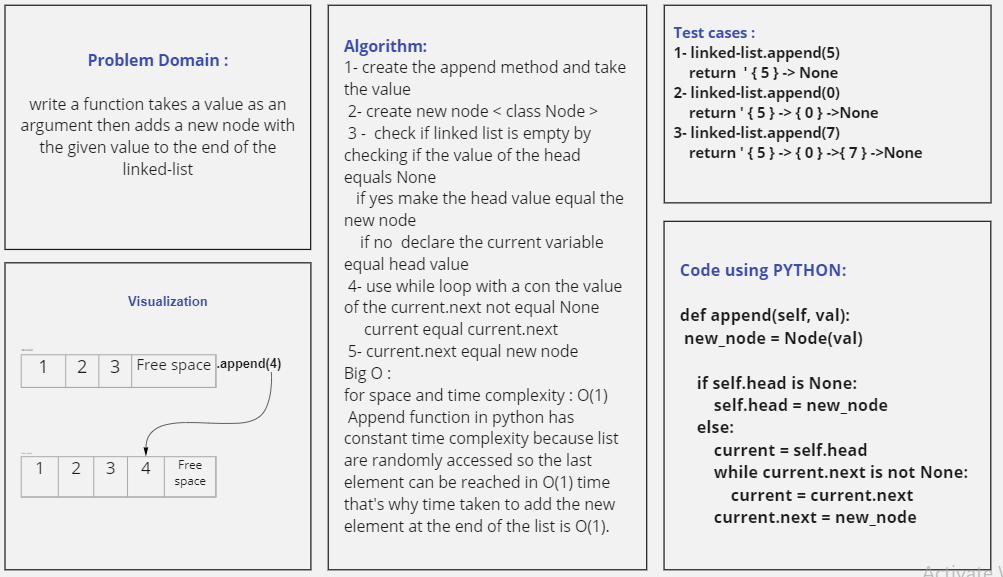 Problem Domain :
write a function takes a value as an
argument then adds a new node with
the given value to the end of the
linked-list
Visualization
1 2 3 Free space .append(4)
1 2 3 4 Free
space
Algorithm:
1- create the append method and take
the value
2- create new node < class Node >
3 - check if linked list is empty by
checking if the value of the head
equals None
if yes make the head value equal the
new node
if no declare the current variable
equal head value
4- use while loop with a con the value
of the current.next not equal None
current equal current.next
5- current.next equal new node
Big O :
for space and time complexity : O(1)
Append function in python has
constant time complexity because list
are randomly accessed so the last
element can be reached in O(1) time
that's why time taken to add the new
element at the end of the list is O(1).
Test cases :
1- linked-list.append(5)
return ' { 5 } -> None
2- linked-list.append(0)
return ' { 5 } -> { 0 } ->None
3- linked-list.append(7)
return ' { 5 } -> { 0 } ->{ 7 } ->None
Code using PYTHON:
def append(self, val):
new_node = Node(val)
if self.head is None:
self.head = new_node
else:
current = self.head
while current.next is not None:
current = current.next
current.next = new_node
Activate